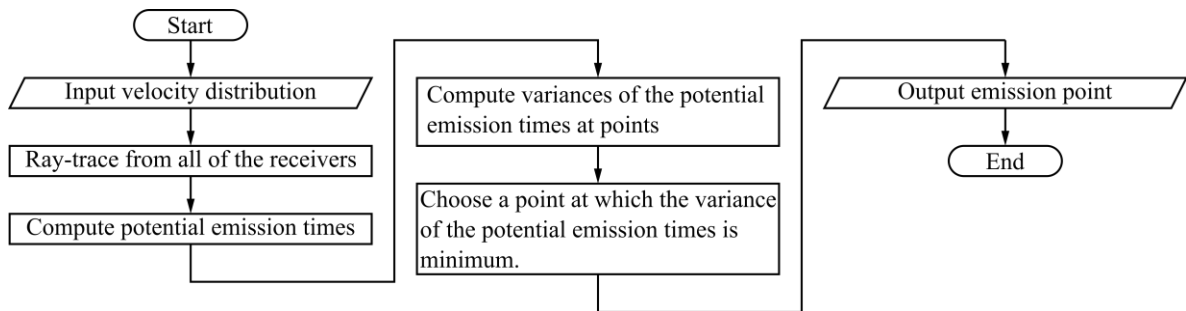 Start
Input velocity distribution
Ray-trace from all of the receivers
Compute potential emission times
Compute variances of the potential
emission times at points
Choose a point at which the variance
of the potential emission times is
minimum.
Output emission point
End